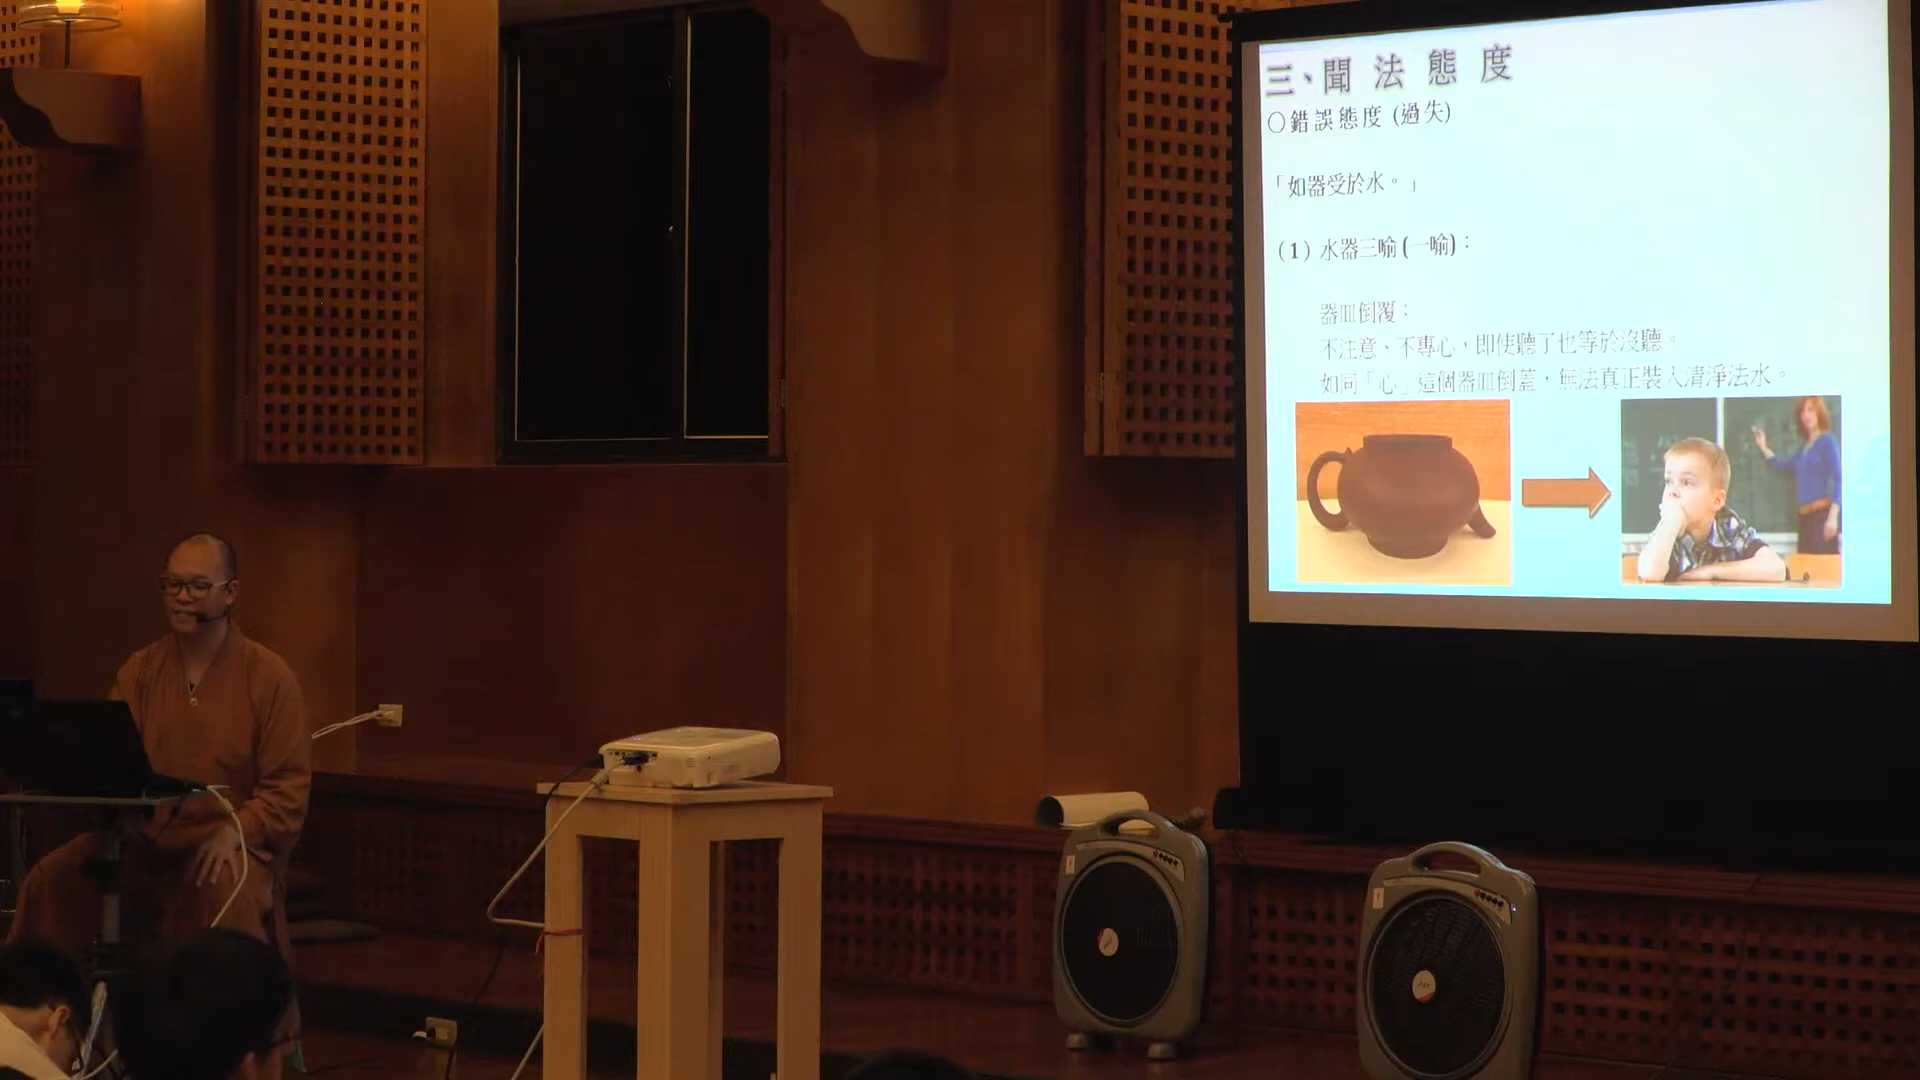 三、聞法態度
○錯誤態度(過失)
「如器受於水。」
(1)水器三喻(一喻)：
器皿倒覆：
不注意、不專心，即使聽了也等於沒聽。
如同「心」這個器皿倒蓋，無法真正裝入清淨法水。